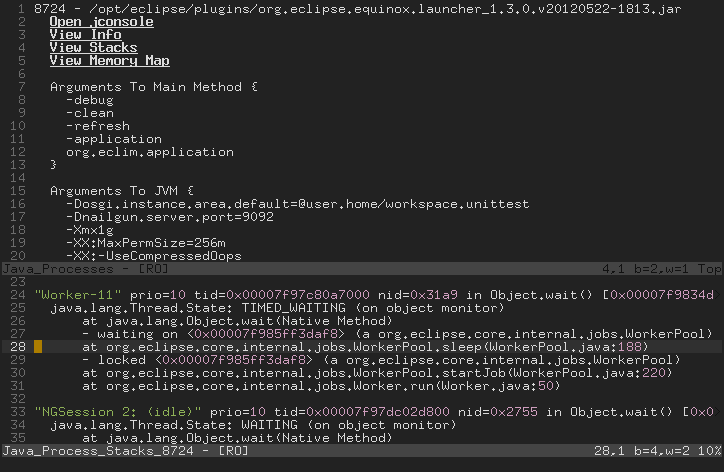 1 8724 - /opt/eclipse/plugins/org.eclipse.equinox.launcher_1.3.0.v20120522-1813.jar
2 Open jconsole
3 View Info
4 View Stacks
5 View Memory Map
6
7 Arguments To Main Method {
8 -debug
9 -clean
10 -refresh
11 -application
12 org.eclim.application
13 }
14
15 Arguments To JVM {
16 -Dosgi.instance.area.default=@user.home/workspace.unittest
17 -Dnailgun.server.port=9092
18 -Xmx1g
19 -XX:MaxPermSize=256m
20 -XX:-UseCompressedOops
Java_Processes - [RO] 4,1 b=2,w=1 Top
23
24 "Worker-11" prio=10 tid=0x00007f97c80a7000 nid=0x31a9 in Object.wait() [0x00007f9834d
25 java.lang.Thread.State: TIMED_WAITING (on object monitor)
26 at java.lang.Object.wait(Native Method)
27 - waiting on <0x00007f985ff3daf8> (a org.eclipse.core.internal.jobs.WorkerPool)
28 at org.eclipse.core.internal.jobs.WorkerPool.sleep(WorkerPool.java:188)
29 - locked <0x00007f985ff3daf8> (a org.eclipse.core.internal.jobs.WorkerPool)
30 at org.eclipse.core.internal.jobs.WorkerPool.startJob(WorkerPool.java:220)
31 at org.eclipse.core.internal.jobs.Worker.run(Worker.java:50)
32
33 "NGSession 2: (idle)" prio=10 tid=0x00007f97dc02d800 nid=0x2755 in Object.wait() [0x0
34 java.lang.Thread.State: WAITING (on object monitor)
35 at java.lang.Object.wait(Native Method)
Java_Process_Stacks_8724 - [RO] 28,1 b=4,w=2 10%